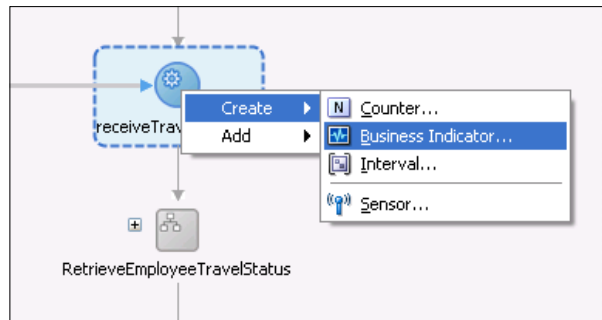 receiveTrav
Create
Add
N Counter...
Business Indicator...
Interval...
Sensor...
RetrieveEmployeeTravelStatus